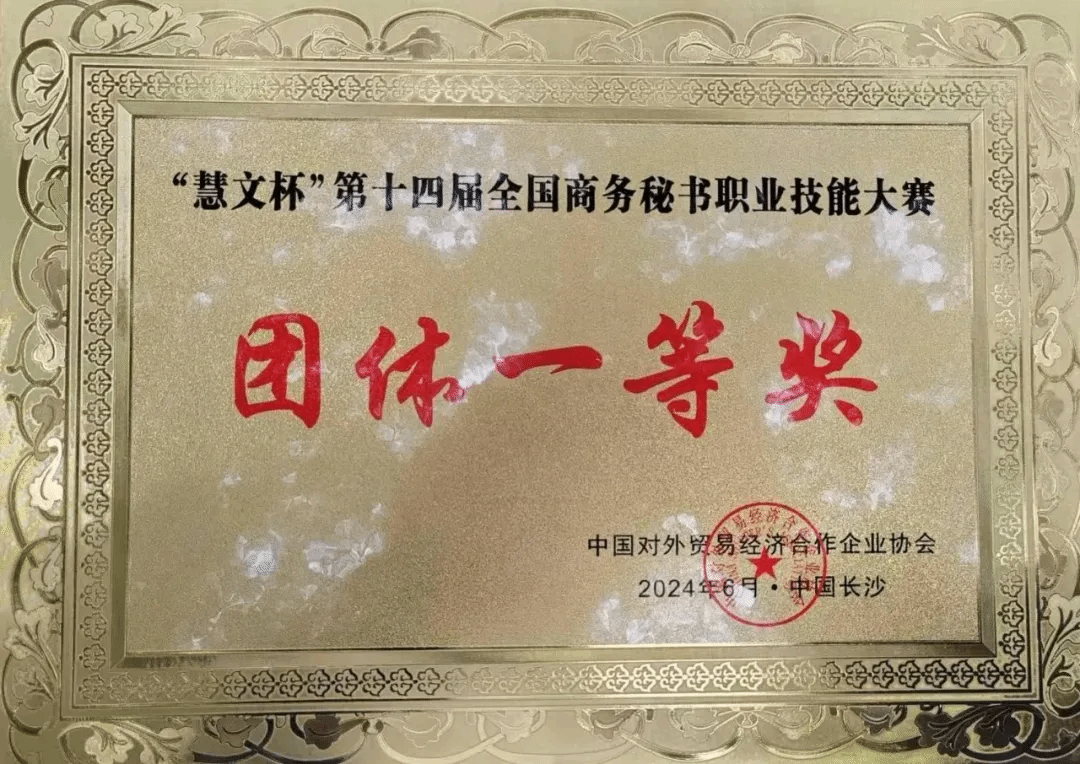 “慧文杯”第十四届全国商务秘书职业技能大赛
团体一等奖
中国对外贸易经济合作企业协会
2024年6月·中国长沙